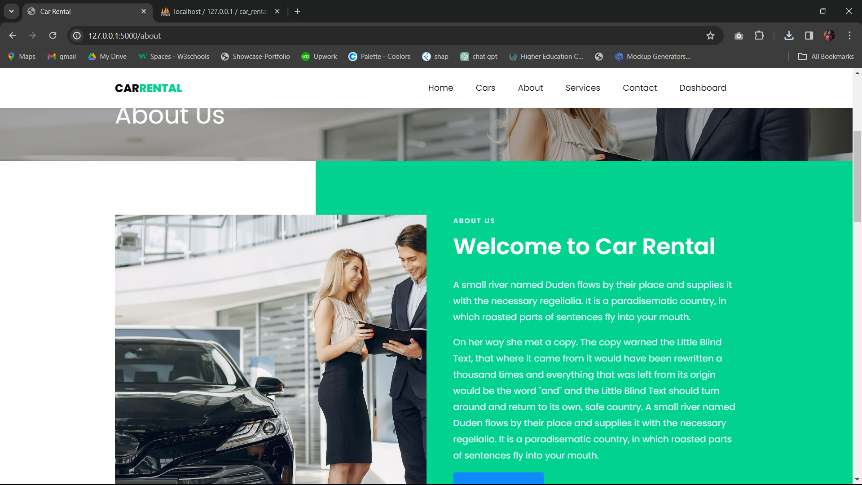 Car Rental
localhost / 127.0.0.1 / car_renta
127.0.0.1:5000/about
Maps
gmail
My Drive
Spaces - W3schools
Showcase-Portfolio
Upwork
Palette - Coolors
shap
chat gpt
Higher Education C...
Mockup Generators...
All Bookmarks
CARRENTAL
Home
Cars
About
Services
Contact
Dashboard
About Us
ABOUT US
Welcome to Car Rental
A small river named Duden flows by their place and supplies it
with the necessary regelialia. It is a paradisematic country, in
which roasted parts of sentences fly into your mouth.
On her way she met a copy. The copy warned the Little Blind
Text, that where it came from it would have been rewritten a
thousand times and everything that was left from its origin
would be the word "and" and the Little Blind Text should turn
around and return to its own, safe country. A small river named
Duden flows by their place and supplies it with the necessary
regelialia. It is a paradisematic country, in which roasted parts
of sentences fly into your mouth.